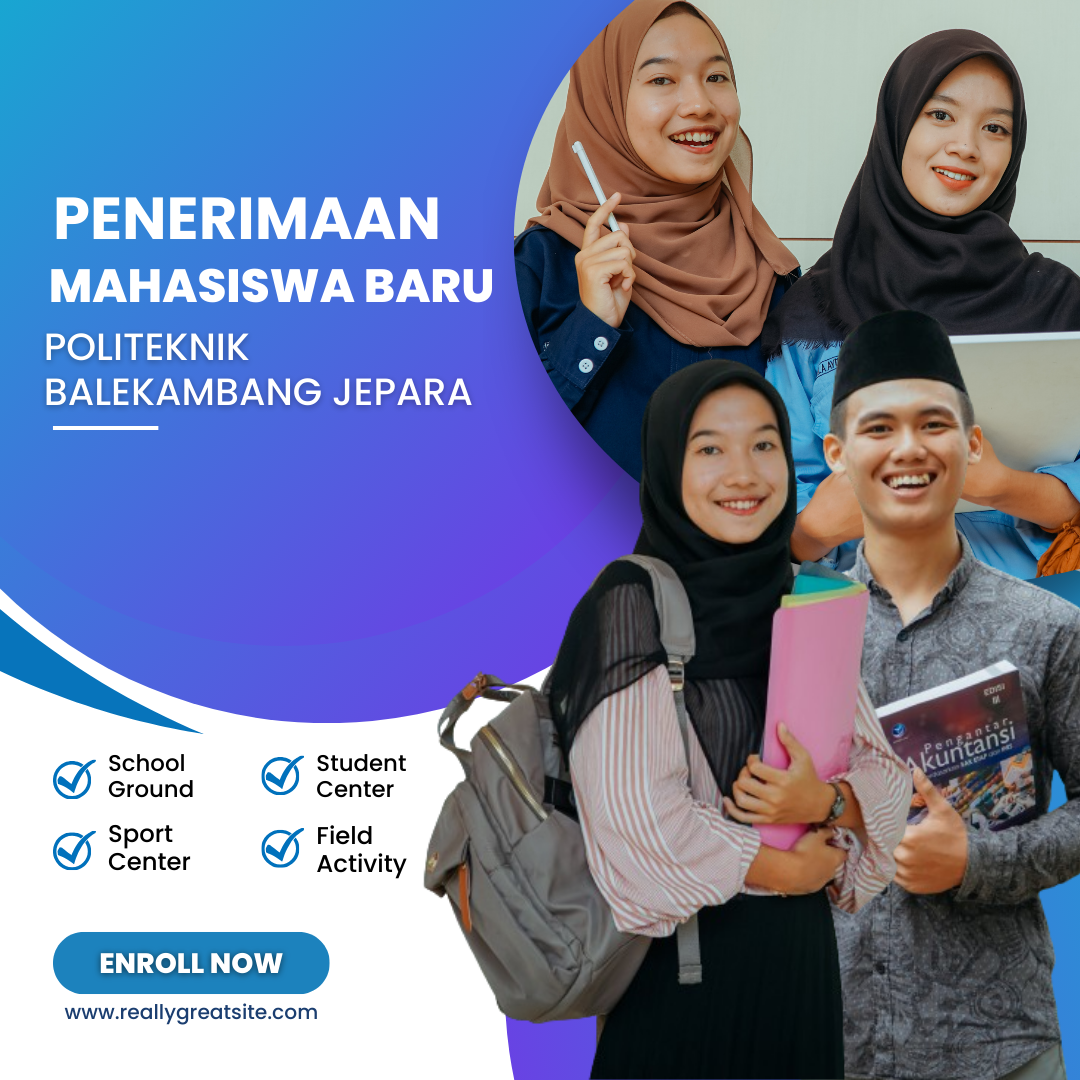 PENERIMAAN
MAHASISWA BARU
POLITEKNIK
BALEKAMBANG JEPARA
School
Ground
Student
Center
Sport
Center
Field
Activity
ENROLL NOW
www.reallygreatsite.com
EDISI
Pengantar
Akuntansi